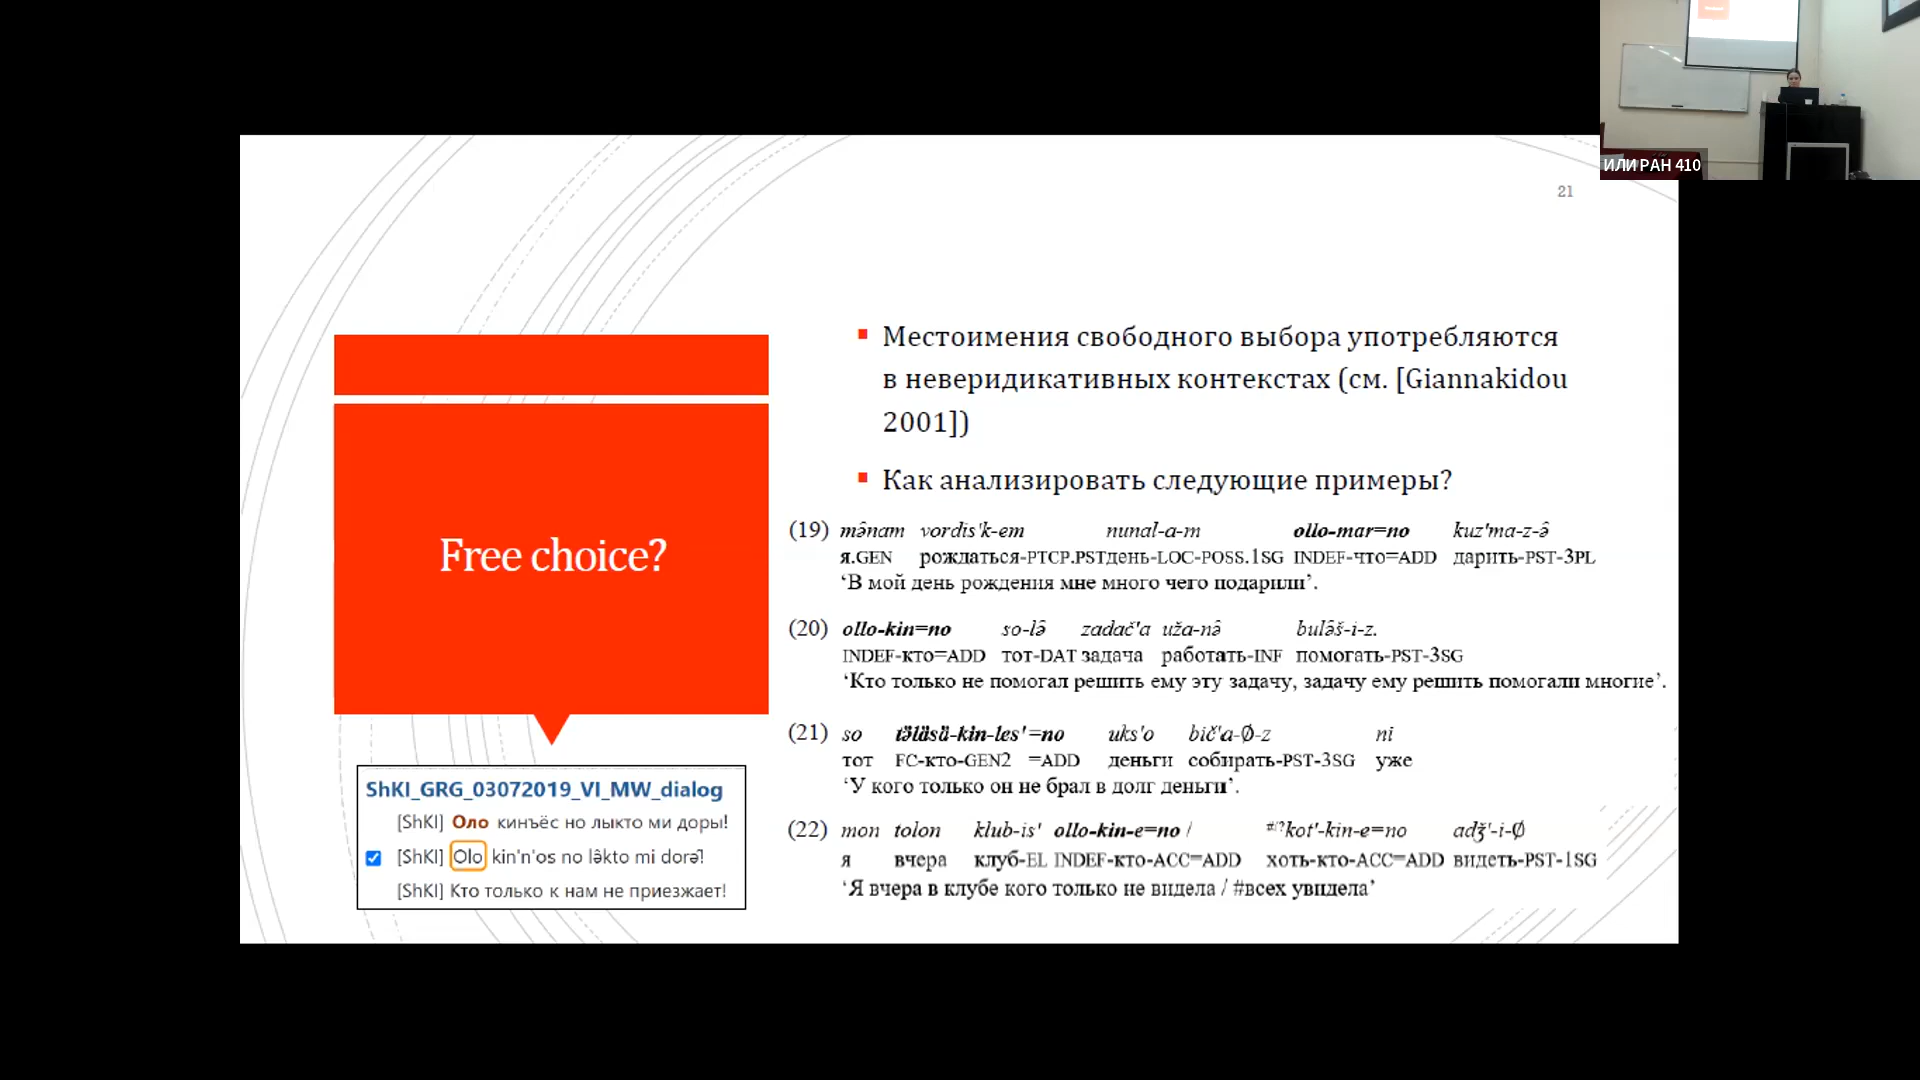 ИЛИ РАН 410
21
Free choice?
Местоимения свободного выбора употребляются
в неверидикативных контекстах (см. [Giannakidou
2001])
Как анализировать следующие примеры?
(19) mə̂nam vordis'k-em nunal-a-m ollo-mar=no kuz'ma-z-ə̂
я.GEN рождаться-PTCP.PST день-LOC-POSS.1SG INDEF-что=ADD дарить-PST-3PL
‘В мой день рождения мне много чего подарили’.
(20) ollo-kin=no so-lə̂ zadač'a uža-nə̂ bulə̂š-i-z.
INDEF-кто=ADD тот-DAT задача работать-INF помогать-PST-3SG
‘Кто только не помогал решить ему эту задачу, задачу ему решить помогали многие’.
(21) so tə̂läsä-kin-les'=no uks'o bič'a-Ø-z ni
тот FC-кто-GEN2 =ADD деньги собирать-PST-3SG уже
‘У кого только он не брал в долг деньги’.
(22) mon tolon klub-is' ollo-kin-e=no / #/?kot'-kin-e=no adǯ'-i-Ø
я вчера клуб-EL INDEF-кто-ACC=ADD хоть-кто-ACC=ADD видеть-PST-1SG
‘Я вчера в клубе кого только не видела / #всех увидела’
ShKI_GRG_03072019_VI_MW_dialog
[ShKI] Оло кинъёс но лыкто ми доры!
[ShKI] Olo kin'n'os no lə̂kto mi dorə̂!
[ShKI] Кто только к нам не приезжает!